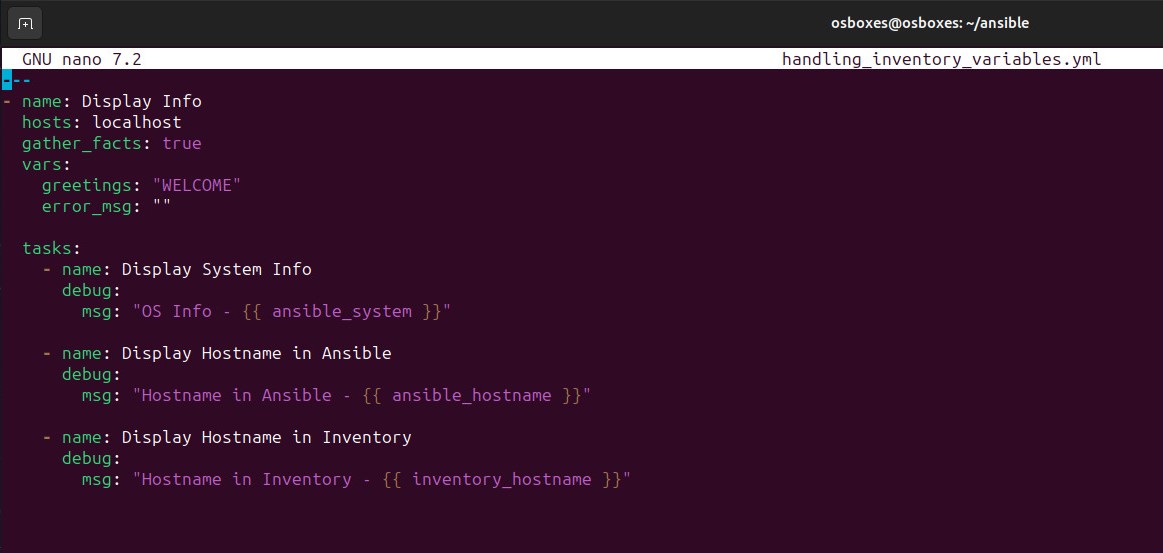 osboxes@osboxes: ~/ansible
GNU nano 7.2 handling_inventory_variables.yml
---
- name: Display Info
  hosts: localhost
  gather_facts: true
  vars:
    greetings: "WELCOME"
    error_msg: ""

  tasks:
    - name: Display System Info
      debug:
        msg: "OS Info - {{ ansible_system }}"

    - name: Display Hostname in Ansible
      debug:
        msg: "Hostname in Ansible - {{ ansible_hostname }}"

    - name: Display Hostname in Inventory
      debug:
        msg: "Hostname in Inventory - {{ inventory_hostname }}"